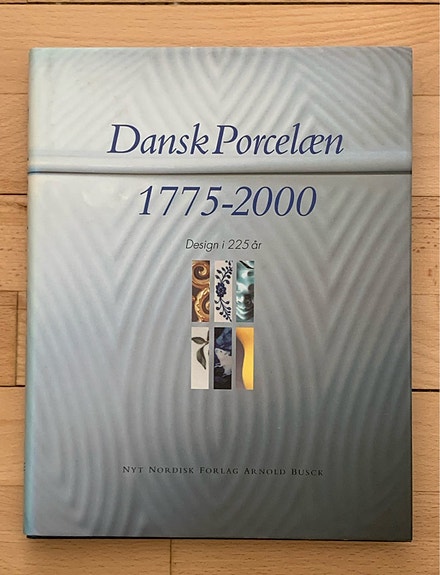 Dansk Porcelæn
1775-2000
Design i 225 år
Nyt Nordisk Forlag Arnold Busck